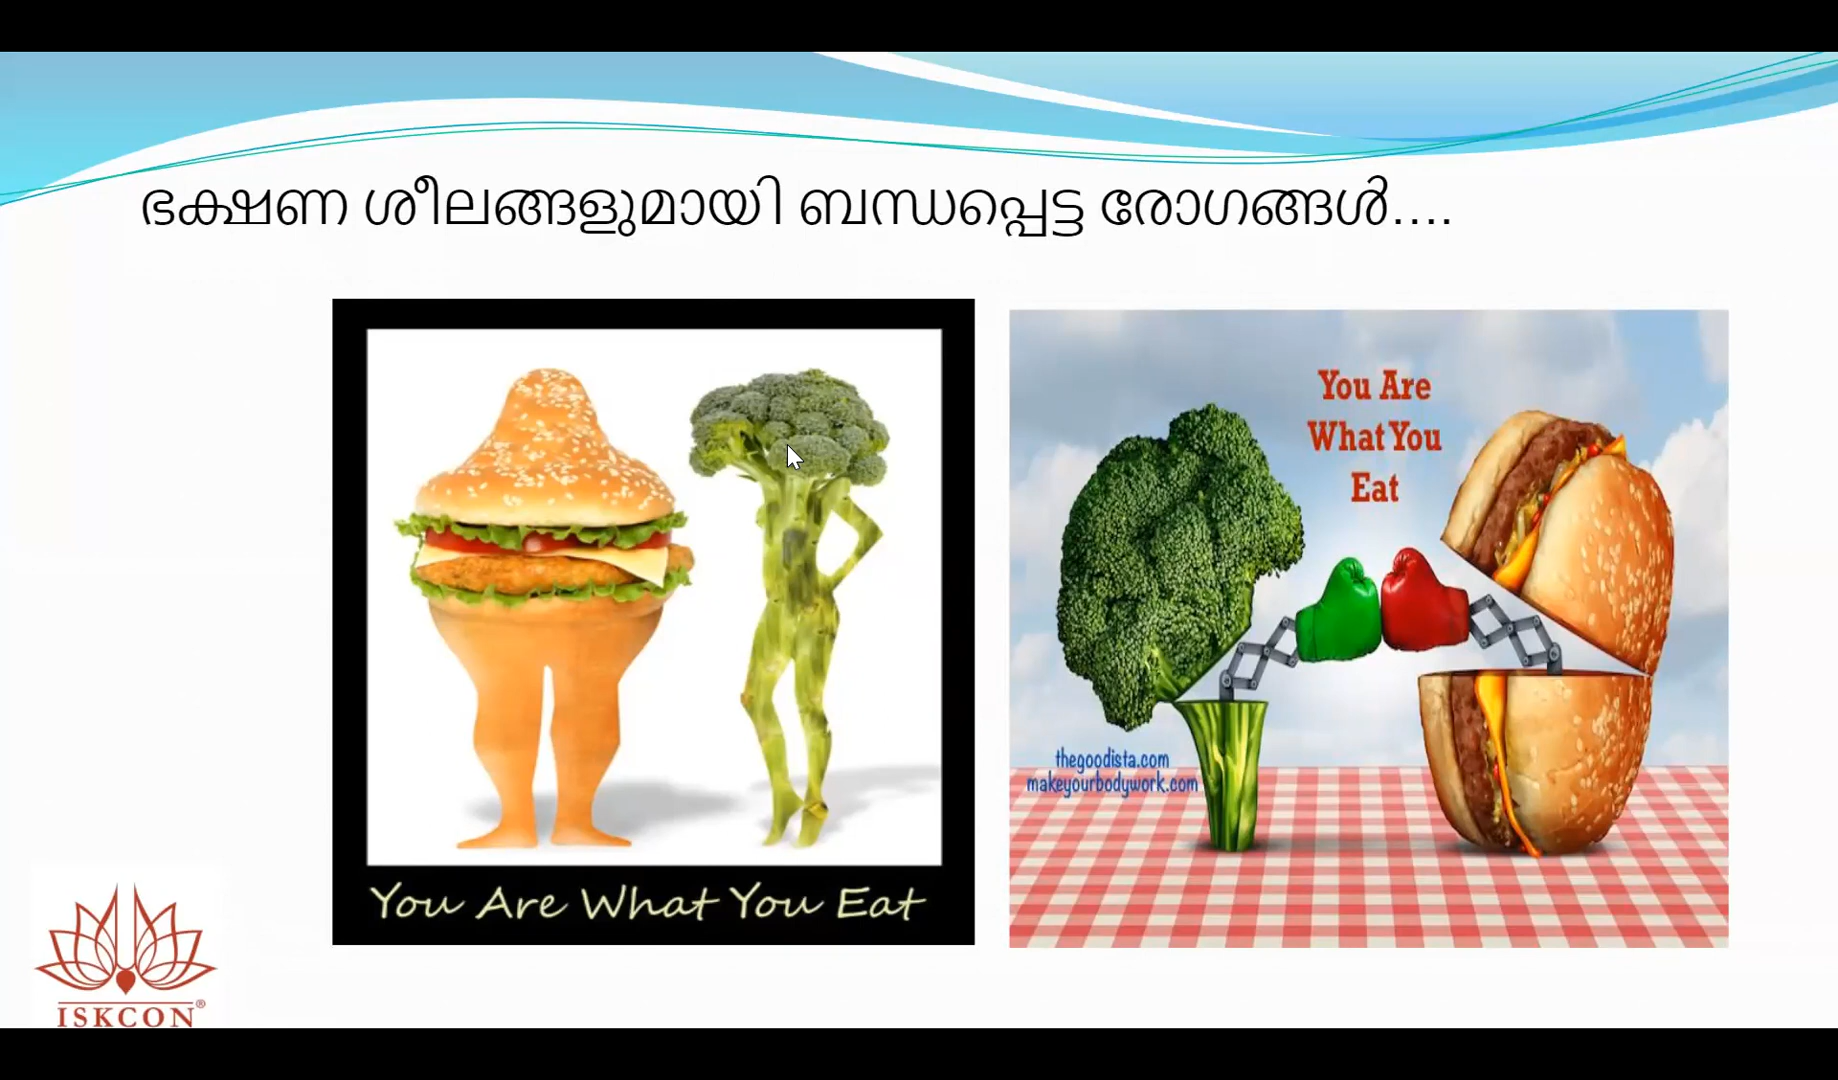 ഭക്ഷണ ശീലങ്ങളുമായി ബന്ധപ്പെട്ട രോഗങ്ങൾ....
You Are What You Eat
You Are
What You
Eat
thegoodista.com
makeyourbodywork.com
ISKCON®